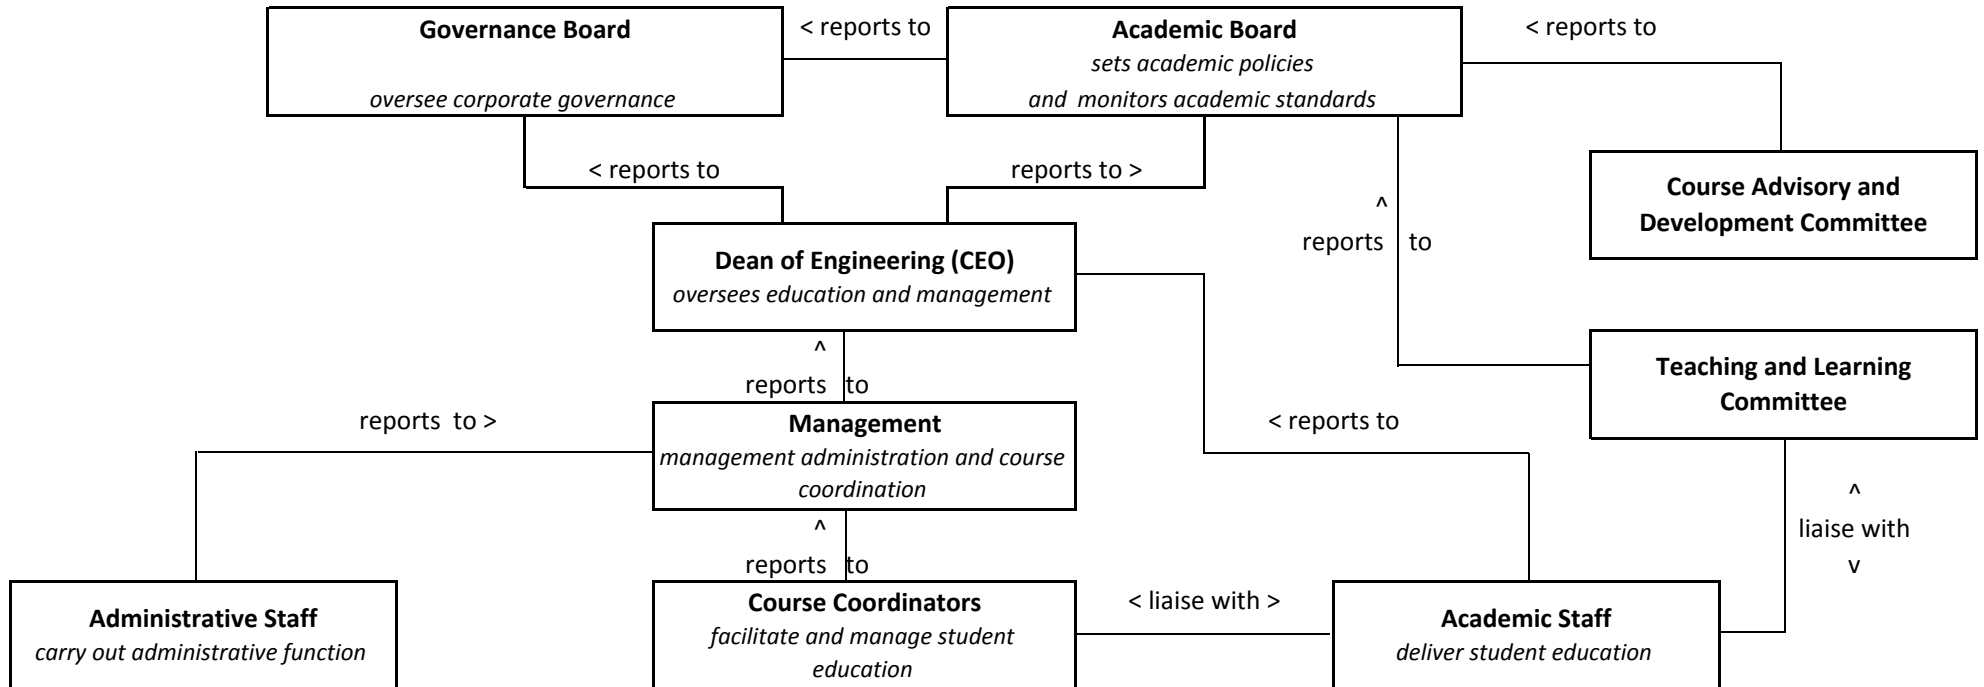 Governance Board
oversee corporate governance
< reports to
Academic Board
sets academic policies
and monitors academic standards
< reports to
< reports to
reports to >
Course Advisory and
Development Committee
^
reports to
Dean of Engineering (CEO)
oversees education and management
^
reports to
Teaching and Learning
Committee
reports to >
Management
management administration and course
coordination
< reports to
^
reports to
^
liaise with
v
Administrative Staff
carry out administrative function
Course Coordinators
facilitate and manage student
education
< liaise with >
Academic Staff
deliver student education